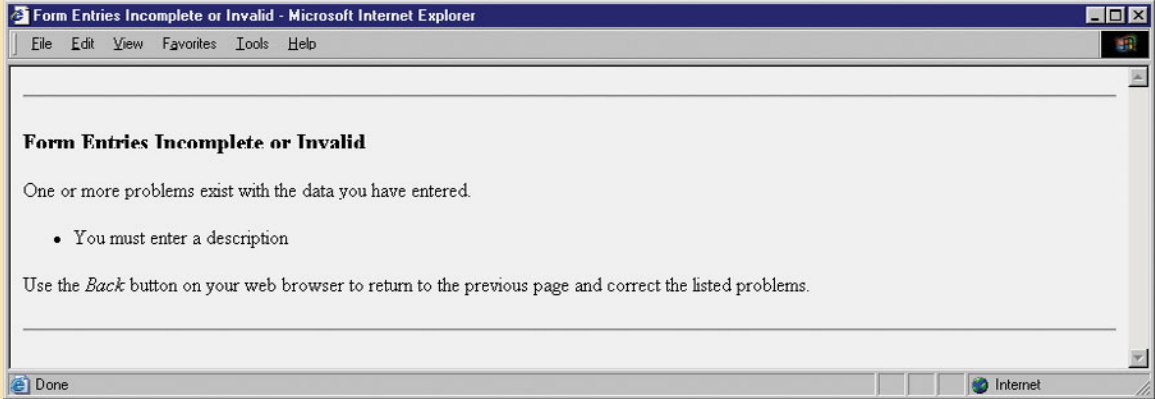 Form Entries Incomplete or Invalid - Microsoft Internet Explorer
File Edit View Favorites Tools Help
Form Entries Incomplete or Invalid
One or more problems exist with the data you have entered.
• You must enter a description
Use the Back button on your web browser to return to the previous page and correct the listed problems.
Done Internet